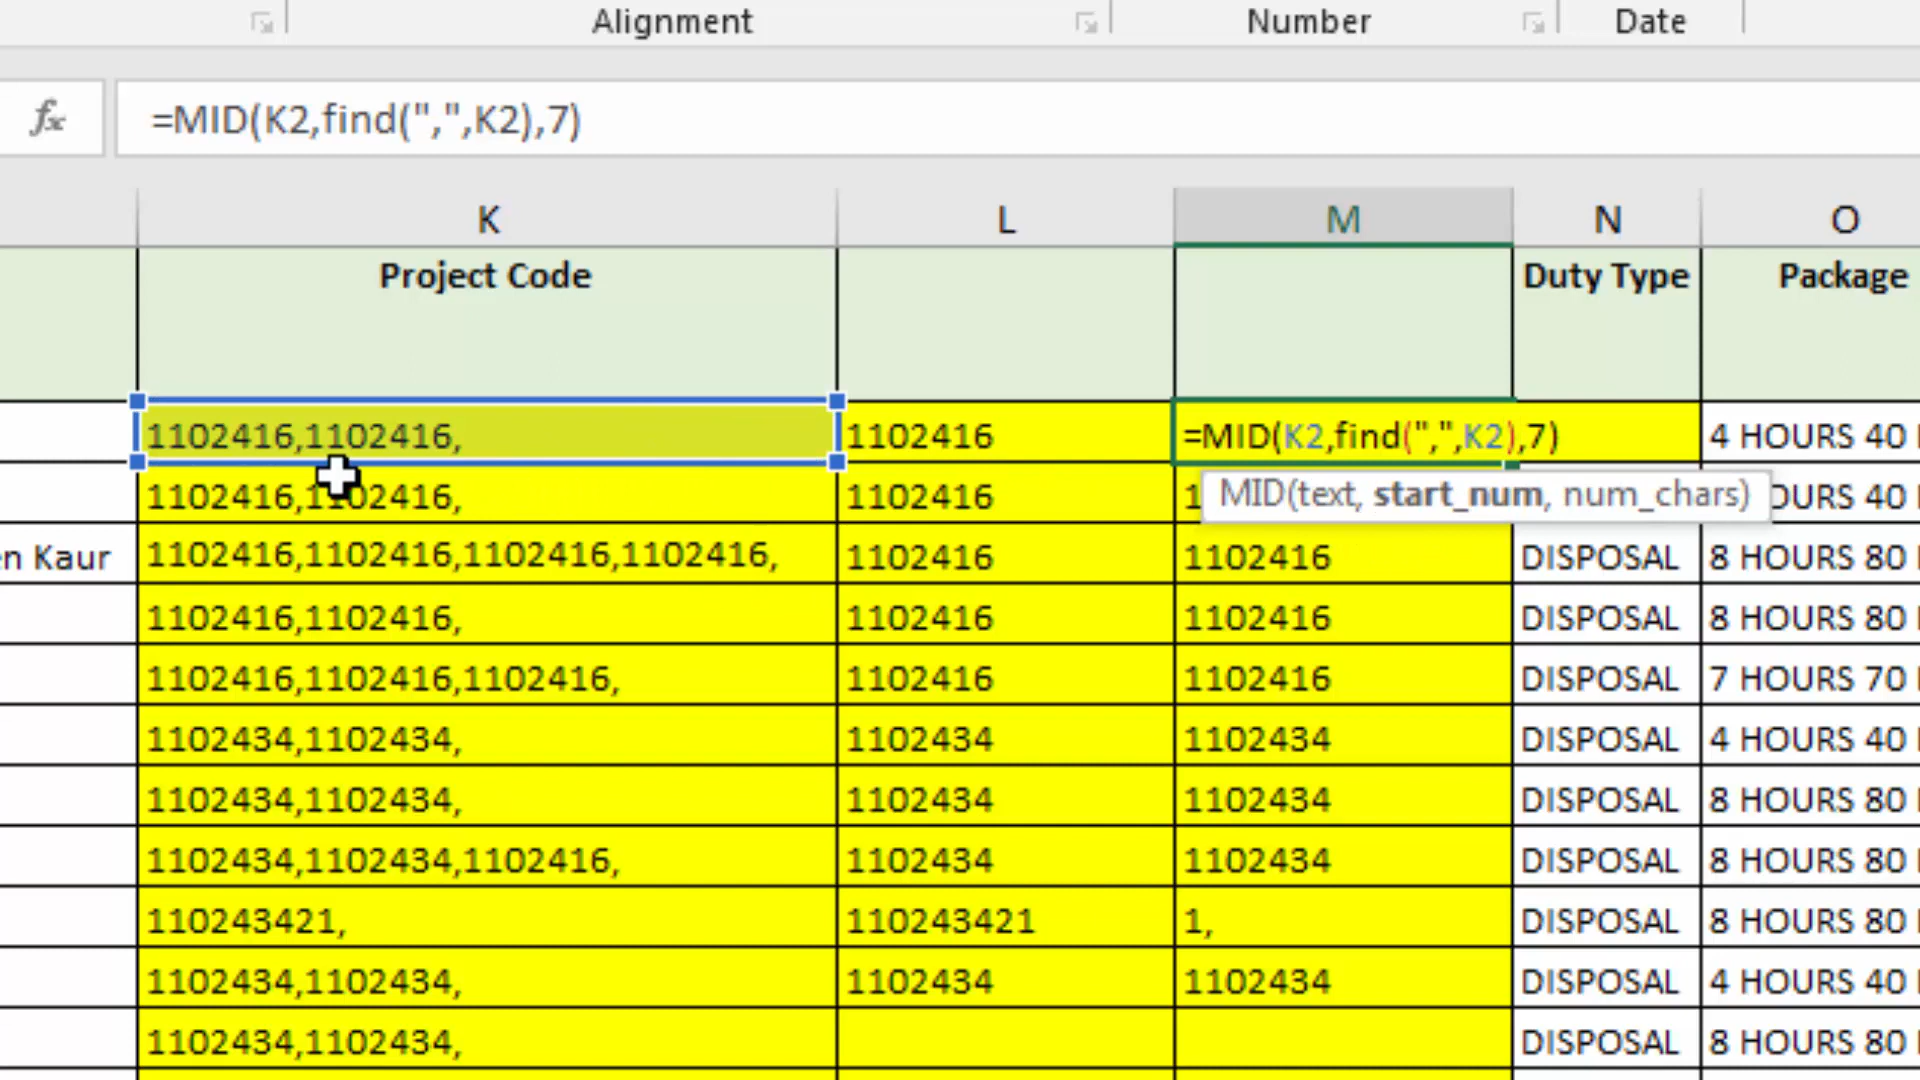 Alignment Number Date
fx =MID(K2,find(",",K2),7)
K L M N O
Project Code Duty Type Package
1102416,1102416, 1102416 =MID(K2,find(",",K2),7) 4 HOURS 40
1102416,1102416, 1102416 MID(text, start_num, num_chars) OURS 40
en Kaur 1102416,1102416,1102416,1102416, 1102416 1102416 DISPOSAL 8 HOURS 80
1102416,1102416, 1102416 1102416 DISPOSAL 8 HOURS 80
1102416,1102416,1102416, 1102416 1102416 DISPOSAL 7 HOURS 70
1102434,1102434, 1102434 1102434 DISPOSAL 4 HOURS 40
1102434,1102434, 1102434 1102434 DISPOSAL 8 HOURS 80
1102434,1102434,1102416, 1102434 1102434 DISPOSAL 8 HOURS 80
110243421, 110243421 1, DISPOSAL 8 HOURS 80
1102434,1102434, 1102434 1102434 DISPOSAL 4 HOURS 40
1102434,1102434, DISPOSAL 8 HOURS 80